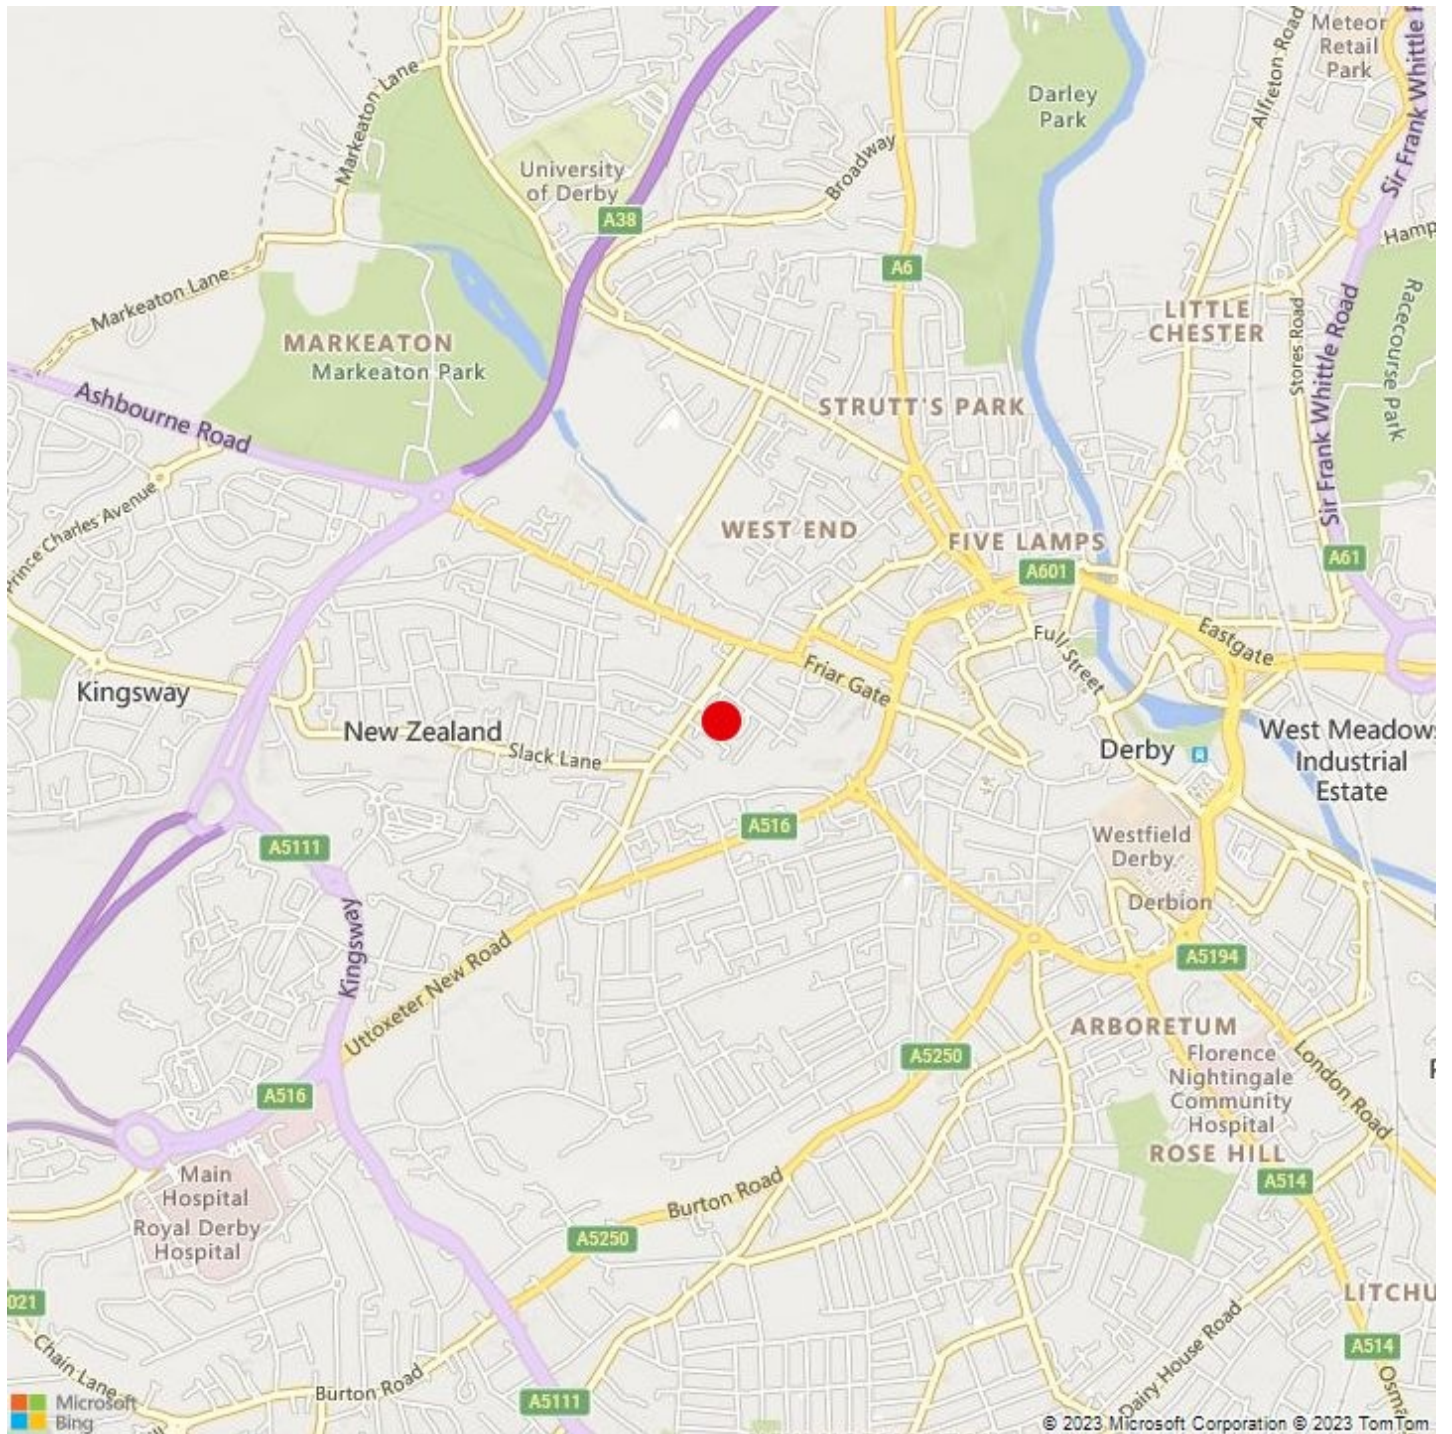 Meteor
Retail
Park
Sir Frank Whittle
Alfreton Road
Darley
Park
Markeaton Lane
University
of Derby
Broadway
A38
A6
Hamp
Markeaton Lane
LITTLE
CHESTER
Stores Road
Sir Frank Whittle Road
Racecourse Park
MARKEATON
Markeaton Park
Ashbourne Road
STRUTT'S PARK
Prince Charles Avenue
WEST END
FIVE LAMPS
A601
A61
Eastgate
Full Street
Friar Gate
Kingsway
New Zealand
Slack Lane
Derby
West Meadows
Industrial
Estate
A516
Westfield
Derby
A5111
Derbion
Kingsway
Uttoxeter New Road
A5194
ARBORETUM
A5250
Florence
Nightingale
Community
Hospital
London Road
A516
ROSE HILL
A514
Main
Hospital
Royal Derby
Hospital
Burton Road
A5250
021
LITCHU
Chain Lane
Burton Road
A5111
Dairy House Road
A514
Osma
Microsoft
Bing
© 2023 Microsoft Corporation © 2023 TomTom